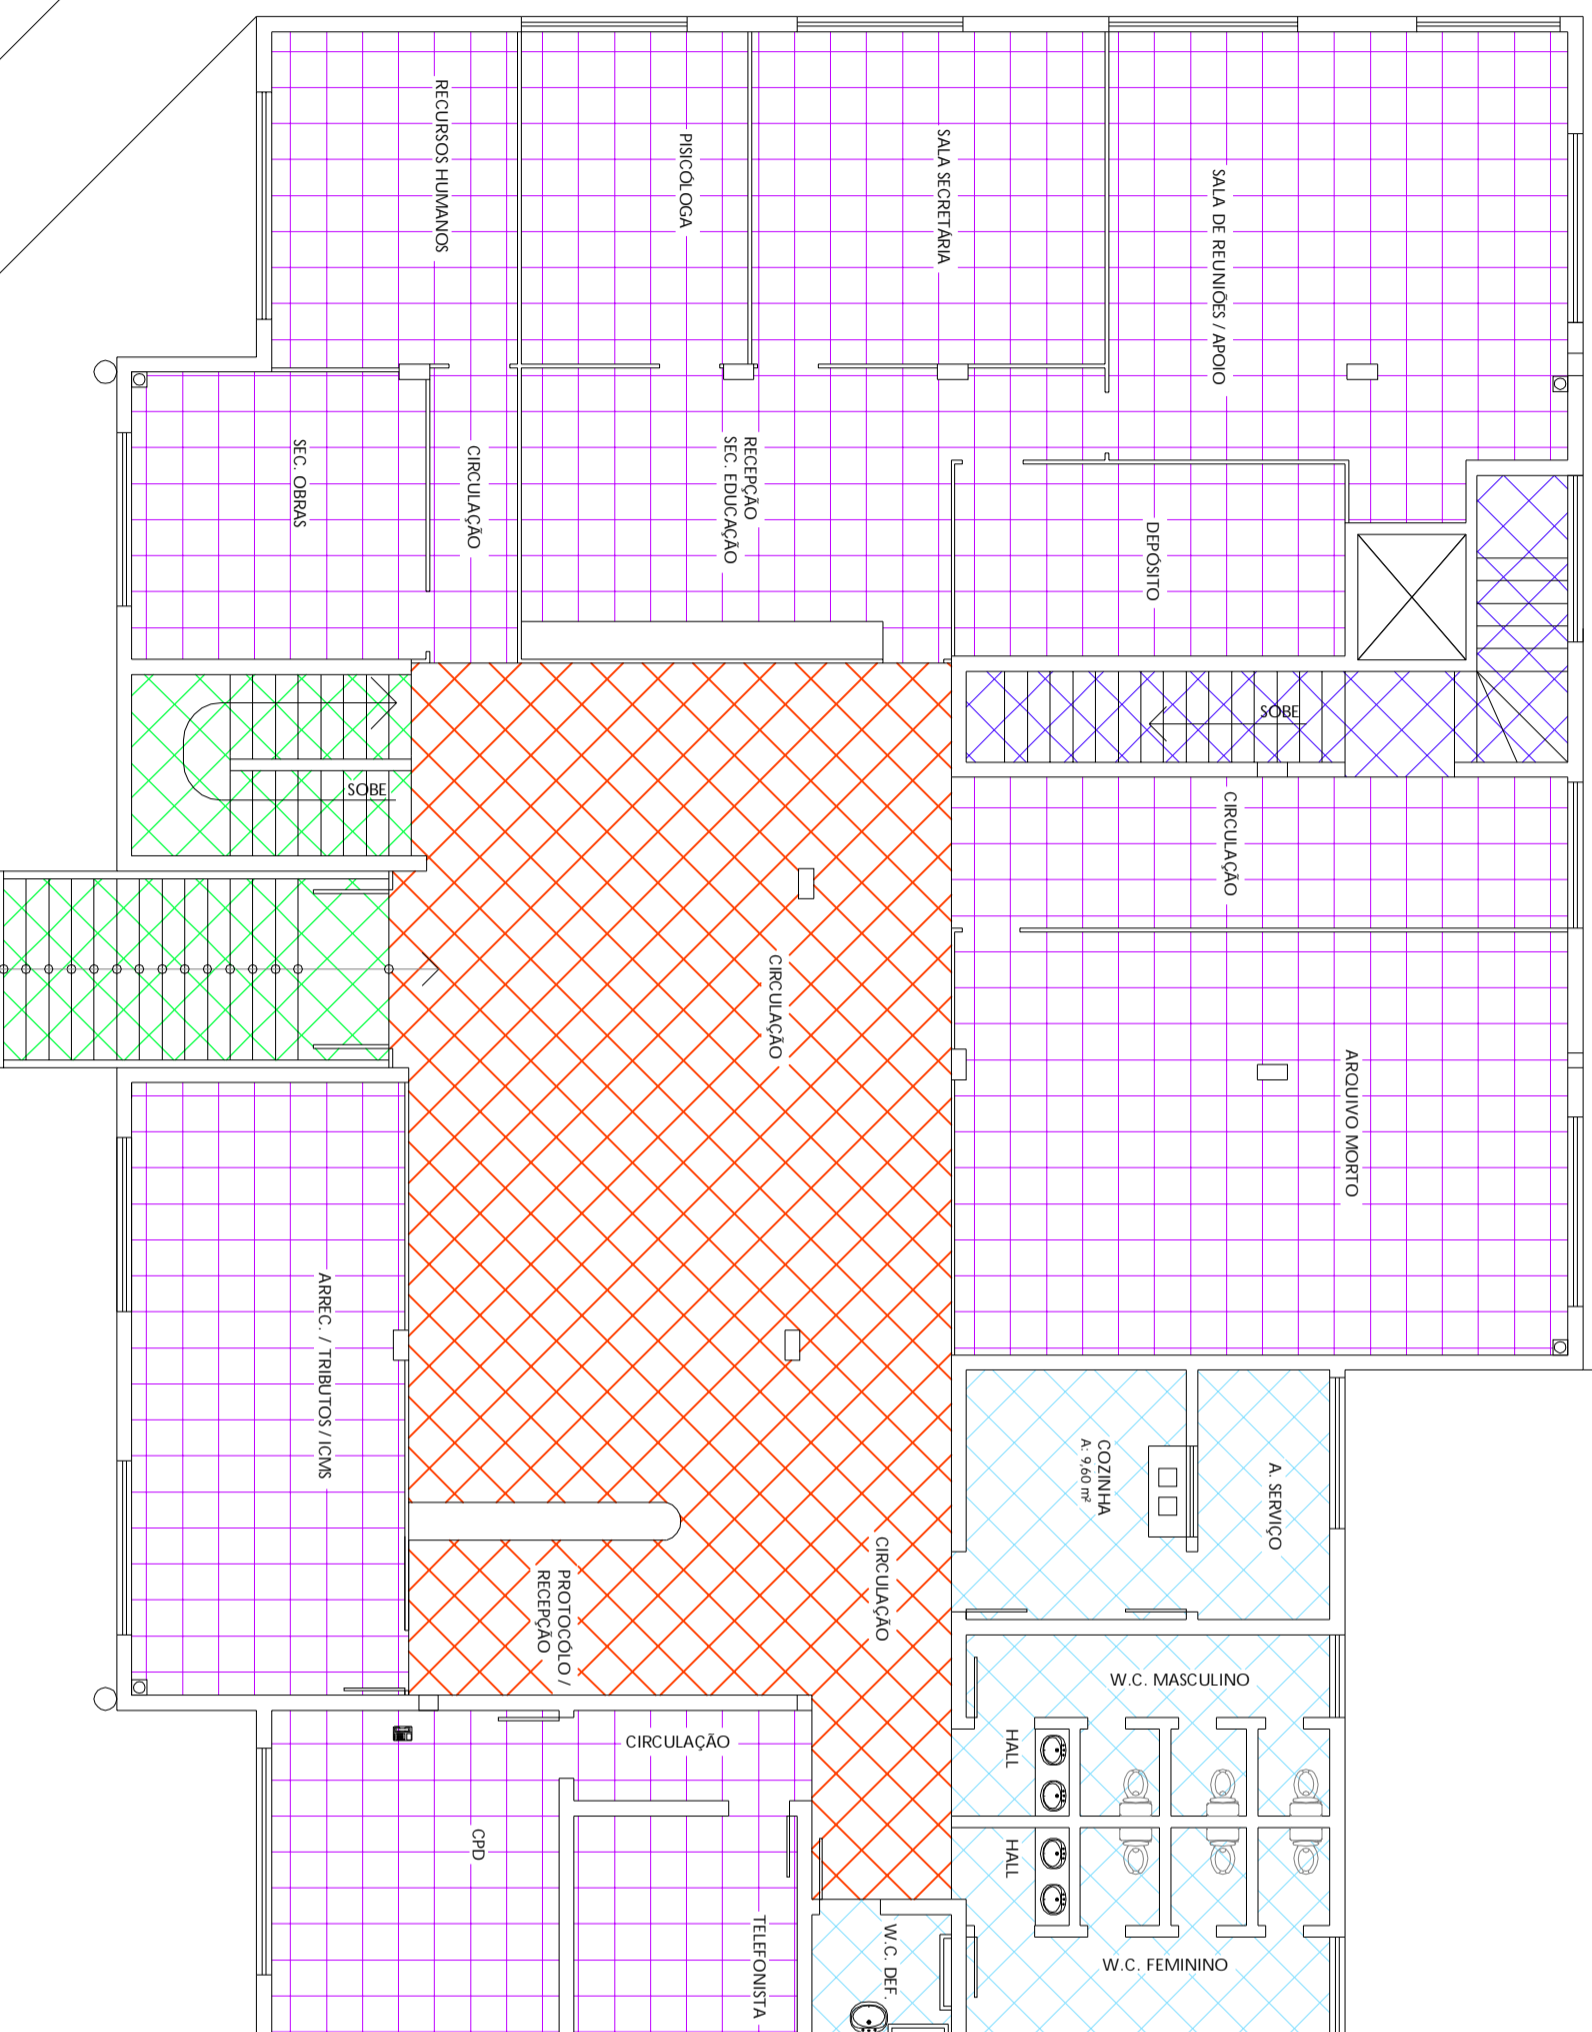 RECURSOS HUMANOS
PISICÓLOGA
SALA SECRETÁRIA
SALA DE REUNIÕES / APOIO
SEC. OBRAS
CIRCULAÇÃO
RECEPÇÃO
SEC. EDUCAÇÃO
DEPÓSITO
SOBE
SOBE
CIRCULAÇÃO
CIRCULAÇÃO
ARQUIVO MORTO
ARREC. / TRIBUTOS / ICMS
COZINHA
A: 9,60 m²
A. SERVIÇO
CIRCULAÇÃO
PROTOCÓLO /
RECEPÇÃO
W.C. MASCULINO
HALL
CIRCULAÇÃO
CPD
HALL
TELEFONISTA
W.C. DEF.
W.C. FEMININO